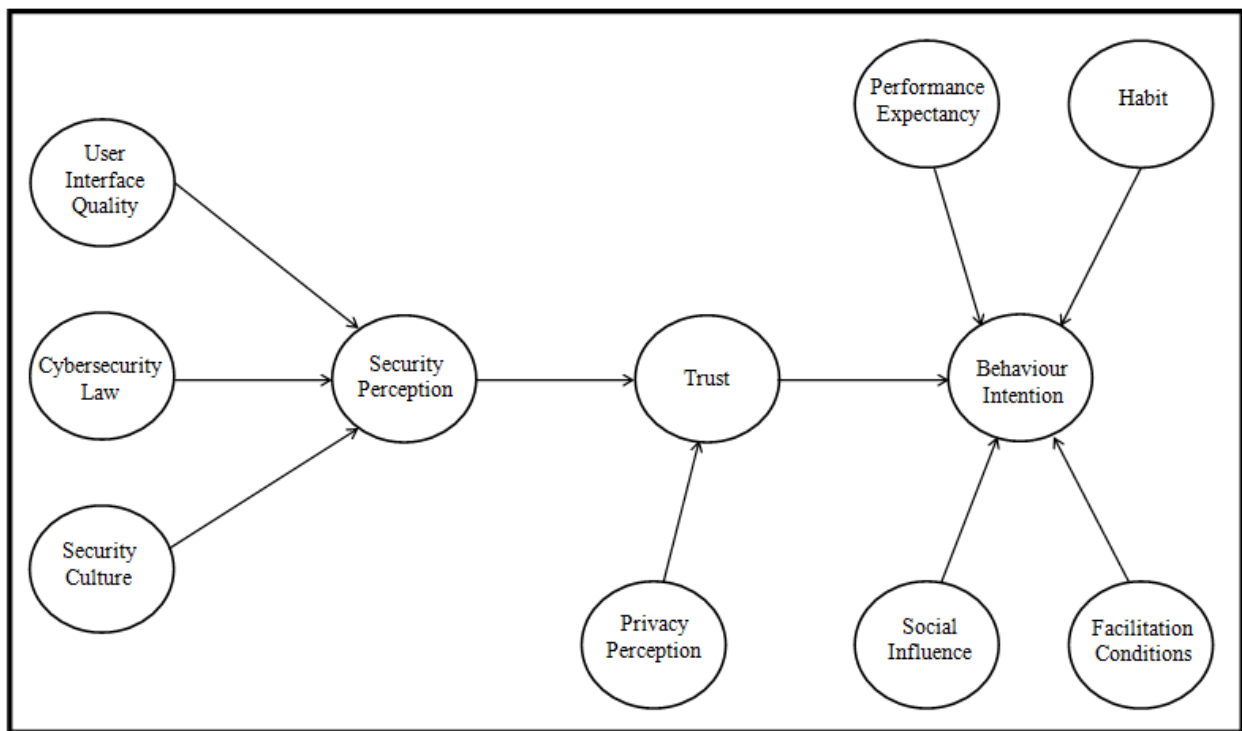 Performance
Expectancy
Habit
User
Interface
Quality
Cybersecurity
Law
Security
Perception
Trust
Behaviour
Intention
Security
Culture
Privacy
Perception
Social
Influence
Facilitation
Conditions